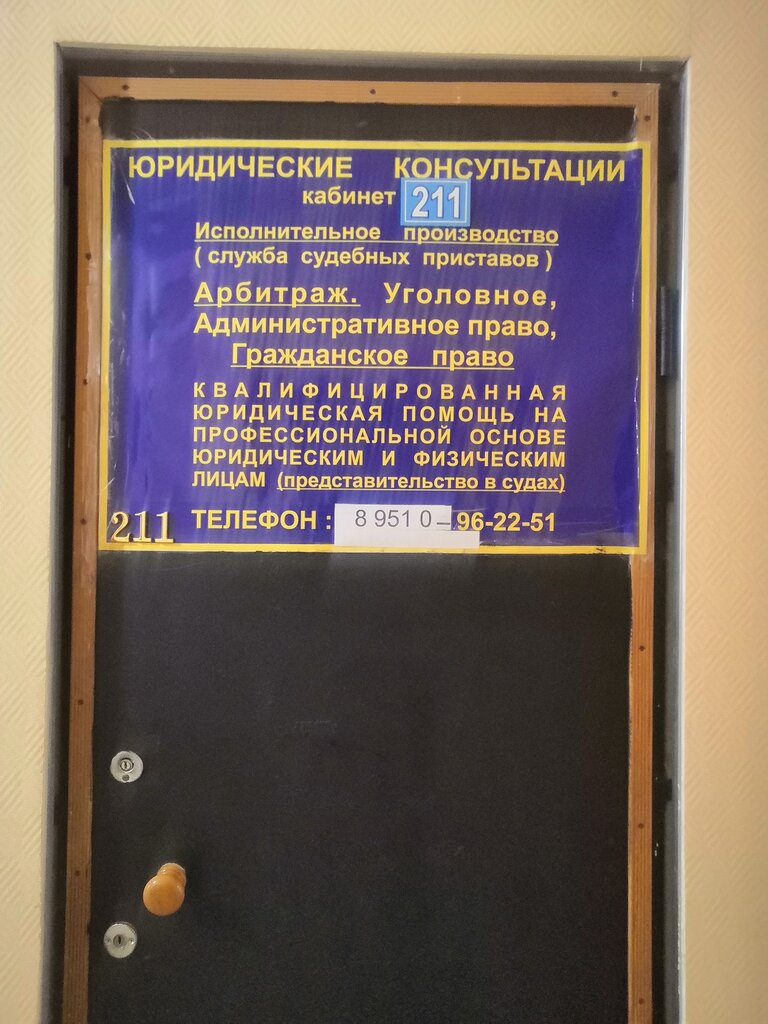 ЮРИДИЧЕСКИЕ КОНСУЛЬТАЦИИ
кабинет 211
Исполнительное производство
( служба судебных приставов )
Арбитраж. Уголовное,
Административное право,
Гражданское право
КВАЛИФИЦИРОВАННАЯ
ЮРИДИЧЕСКАЯ ПОМОЩЬ НА
ПРОФЕССИОНАЛЬНОЙ ОСНОВЕ
ЮРИДИЧЕСКИМ И ФИЗИЧЕСКИМ
ЛИЦАМ (представительство в судах)
211 ТЕЛЕФОН : 8 951 0–96-22-51